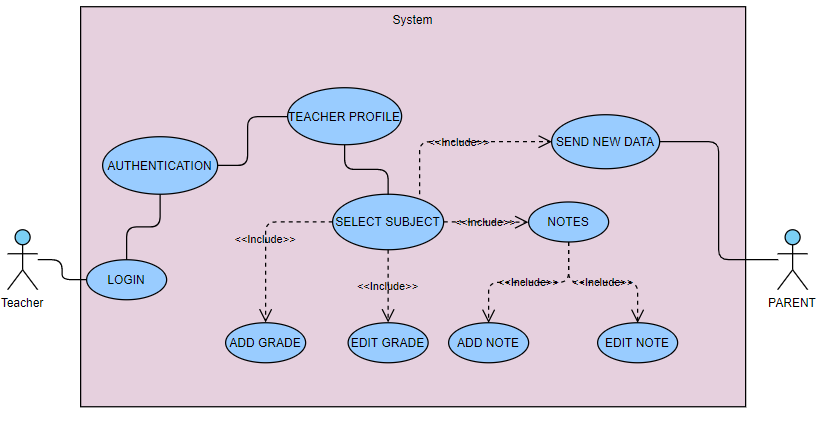 System
TEACHER PROFILE
<<Include>>
SEND NEW DATA
AUTHENTICATION
SELECT SUBJECT
<<Include>>
NOTES
<<Include>>
LOGIN
<<Include>>
<<Include>>
<<Include>>
Teacher
PARENT
ADD GRADE
EDIT GRADE
ADD NOTE
EDIT NOTE